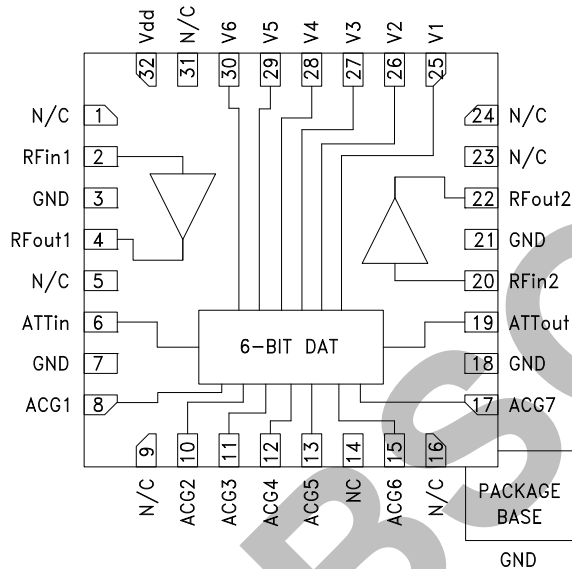 Vdd
N/C
V6
V5
V4
V3
V2
V1
32
31
30
29
28
27
26
25
N/C 1
RFin1 2
GND 3
RFout1 4
N/C 5
ATTin 6
GND 7
ACG1 8
24 N/C
23 N/C
22 RFout2
21 GND
20 RFin2
19 ATTout
18 GND
17 ACG7
6-BIT DAT
9
10
11
12
13
14
15
16
N/C
ACG2
ACG3
ACG4
ACG5
NC
ACG6
N/C
PACKAGE
BASE
GND
BSO